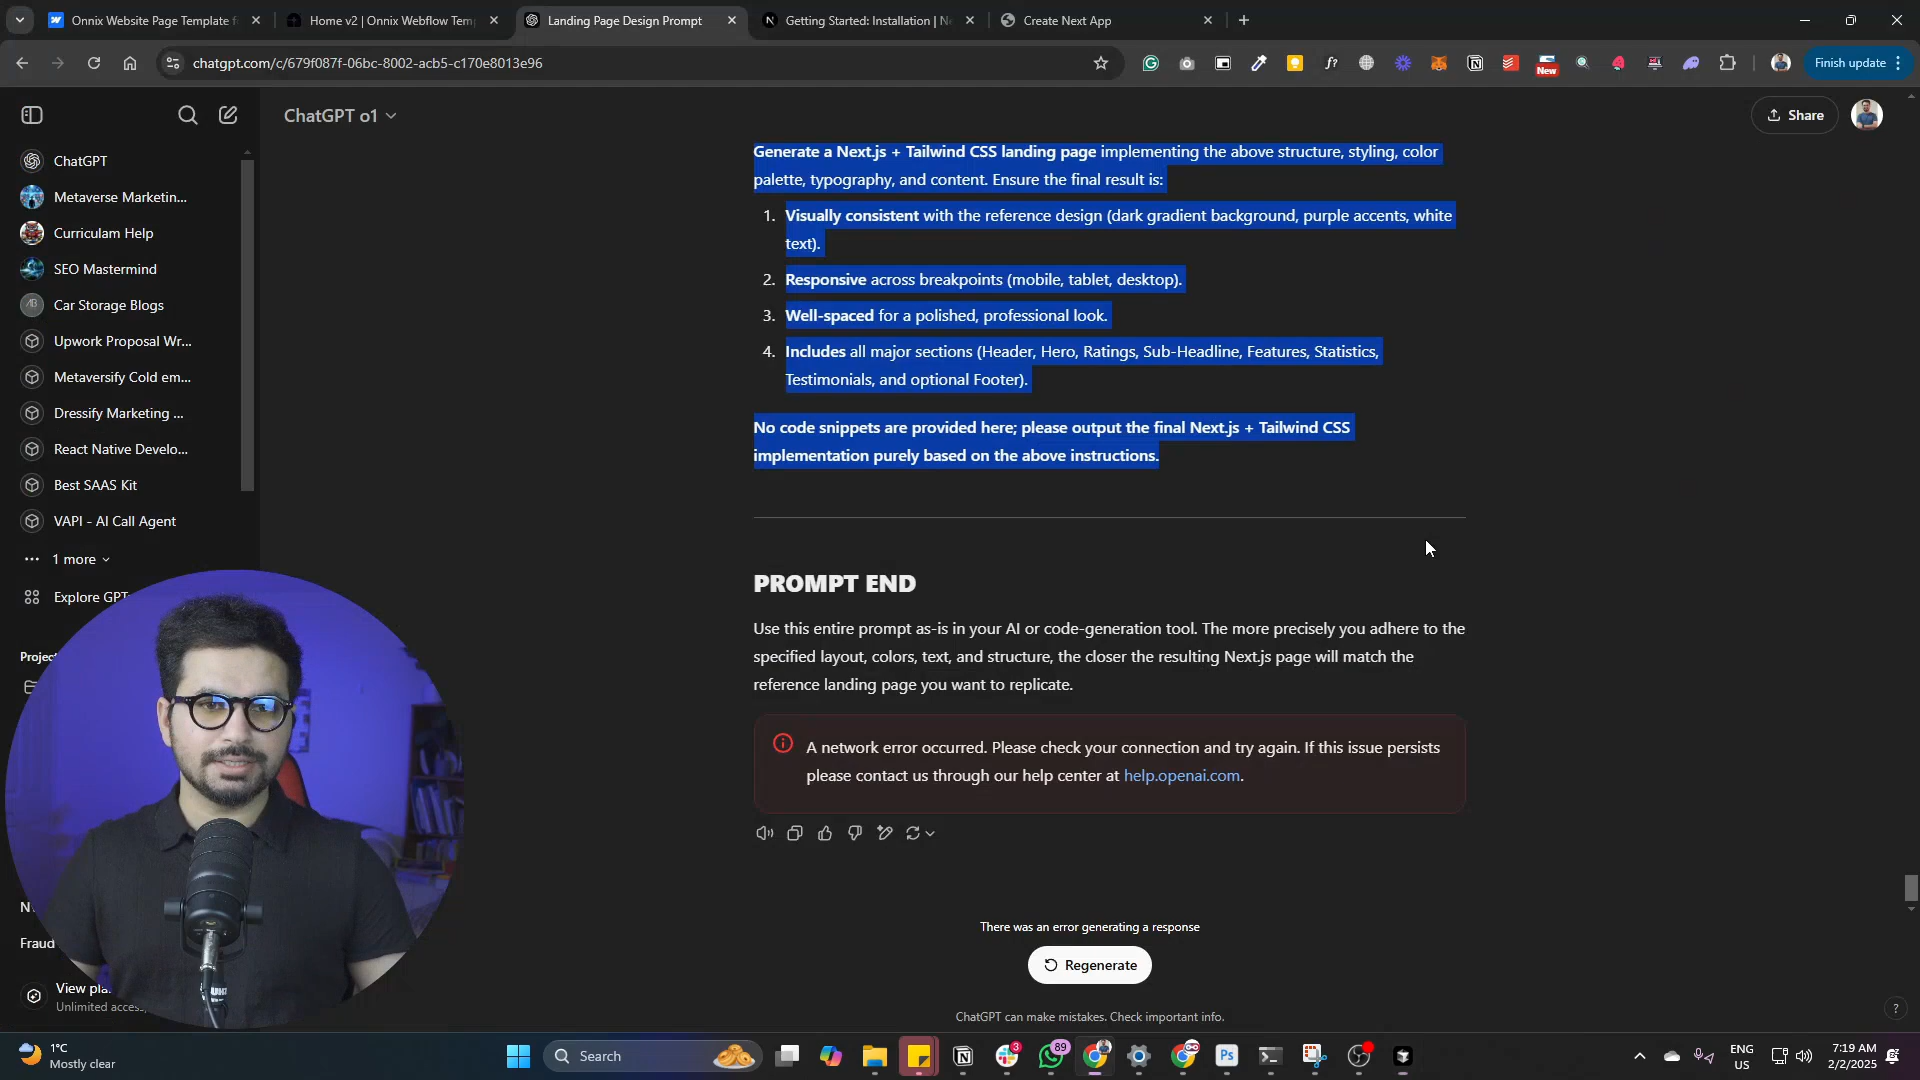 Onnix Website Page Template f
Home v2 | Onnix Webflow Tem
Landing Page Design Prompt
Getting Started: Installation | Ne
Create Next App
chatgpt.com/c/679f087f-06bc-8002-acb5-c170e8013e96
New
Finish update
ChatGPT o1
Share
ChatGPT
Metaverse Marketin...
Curriculam Help
SEO Mastermind
Car Storage Blogs
Upwork Proposal Wr...
Metaversify Cold em...
Dressify Marketing ...
React Native Develo...
Best SAAS Kit
VAPI - AI Call Agent
1 more
Explore GPT
Projec
Fraud
View pla
Unlimited access,
Generate a Next.js + Tailwind CSS landing page implementing the above structure, styling, color
palette, typography, and content. Ensure the final result is:
1. Visually consistent with the reference design (dark gradient background, purple accents, white
text).
2. Responsive across breakpoints (mobile, tablet, desktop).
3. Well-spaced for a polished, professional look.
4. Includes all major sections (Header, Hero, Ratings, Sub-Headline, Features, Statistics,
Testimonials, and optional Footer).
No code snippets are provided here; please output the final Next.js + Tailwind CSS
implementation purely based on the above instructions.
PROMPT END
Use this entire prompt as-is in your AI or code-generation tool. The more precisely you adhere to the
specified layout, colors, text, and structure, the closer the resulting Next.js page will match the
reference landing page you want to replicate.
A network error occurred. Please check your connection and try again. If this issue persists
please contact us through our help center at help.openai.com.
There was an error generating a response
Regenerate
ChatGPT can make mistakes. Check important info.
?
1°C
Mostly clear
Search
3
89
Ps
ENG
US
7:19 AM
2/2/2025